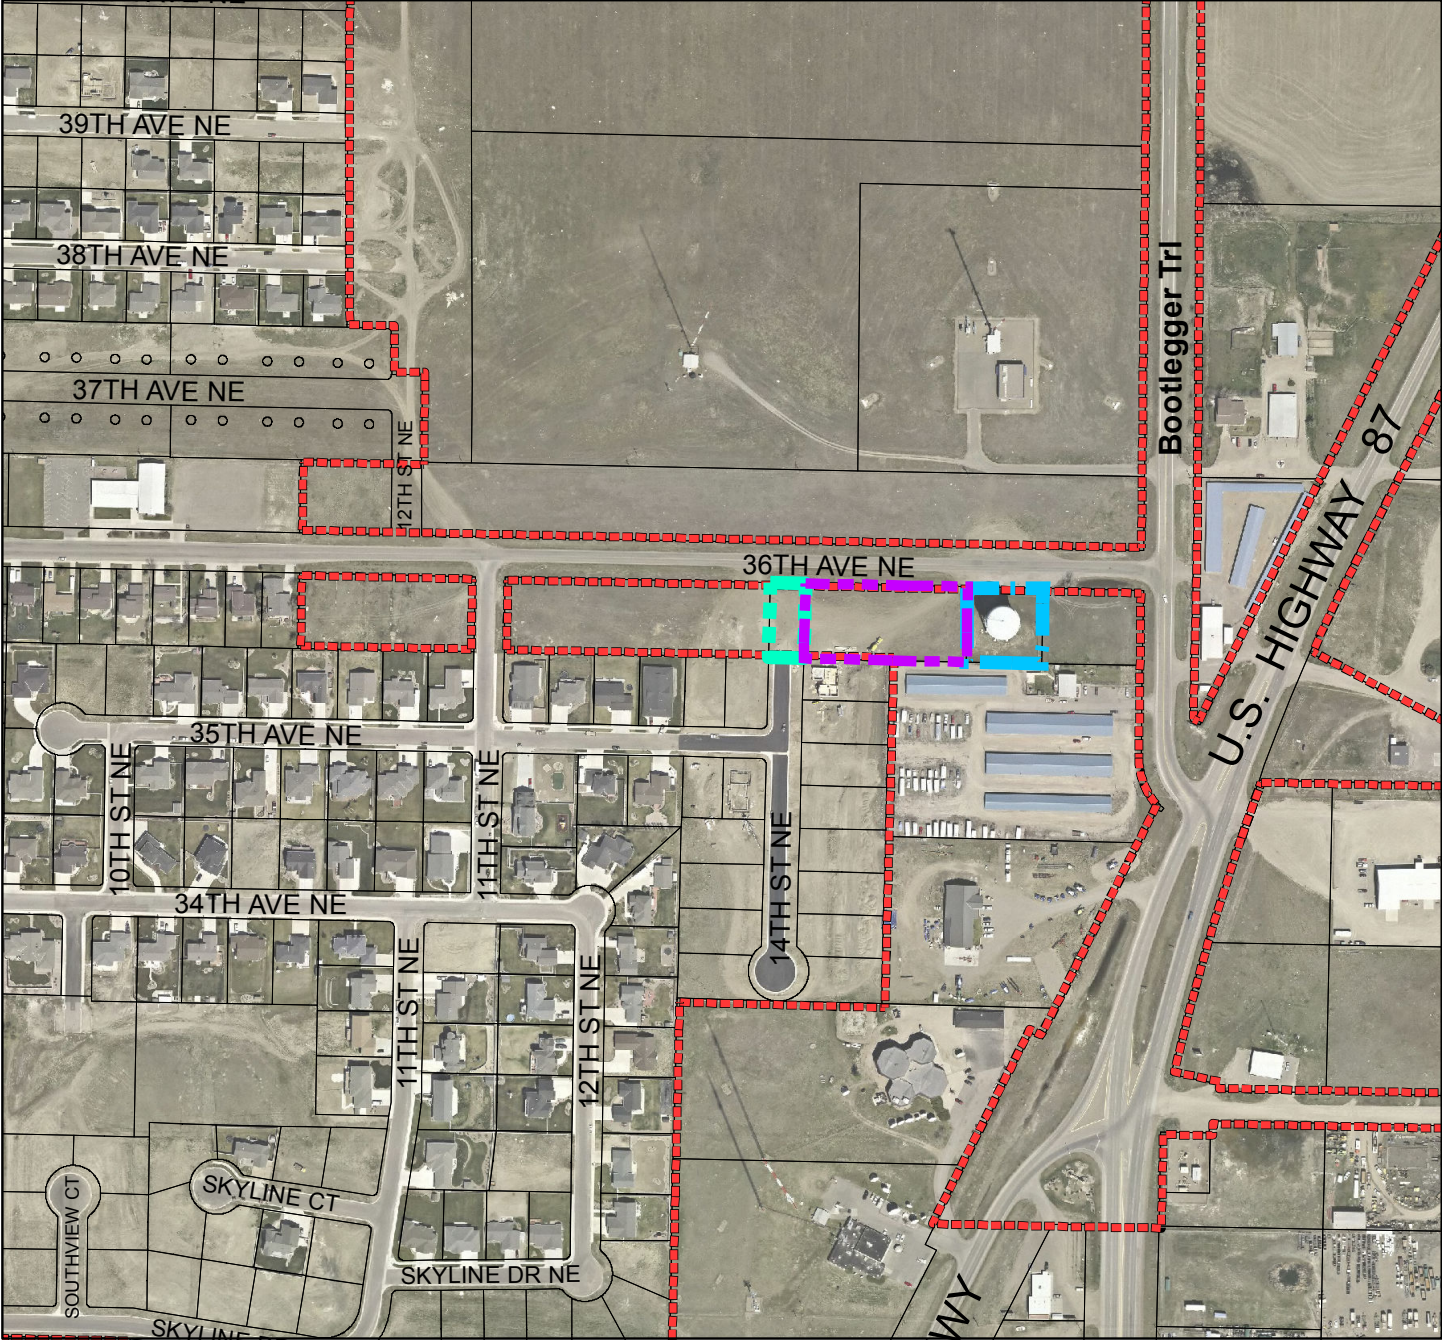 39TH AVE NE
38TH AVE NE
37TH AVE NE
12TH ST NE
Bootlegger Trl
U.S. HIGHWAY 87
36TH AVE NE
35TH AVE NE
10TH ST NE
11TH ST NE
34TH AVE NE
14TH ST NE
11TH ST NE
12TH ST NE
SKYLINE CT
SOUTHVIEW CT
SKYLINE DR NE
SKYLINE
WY